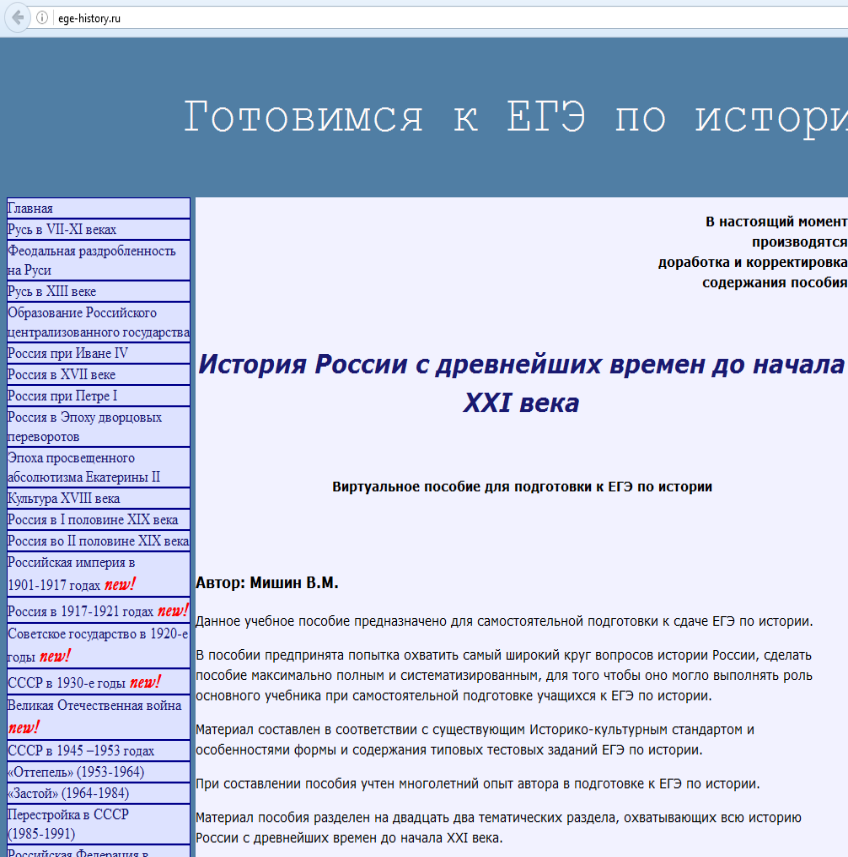 ege-history.ru
Готовимся к ЕГЭ по истори
Главная
Русь в VII-XI веках
Феодальная раздробленность
на Руси
Русь в XIII веке
Образование Российского
централизованного государства
Россия при Иване IV
Россия в XVII веке
Россия при Петре I
Россия в Эпоху дворцовых
переворотов
Эпоха просвещенного
абсолютизма Екатерины II
Культура XVIII века
Россия в I половине XIX века
Россия во II половине XIX века
Российская империя в
1901-1917 годах new!
Россия в 1917-1921 годах new!
Советское государство в 1920-е
годы new!
СССР в 1930-е годы new!
Великая Отечественная война
new!
СССР в 1945 –1953 годах
«Оттепель» (1953-1964)
«Застой» (1964-1984)
Перестройка в СССР
(1985-1991)
Российская Федерация в
В настоящий момент
производятся
доработка и корректировка
содержания пособия
История России с древнейших времен до начала
XXI века
Виртуальное пособие для подготовки к ЕГЭ по истории
Автор: Мишин В.М.
Данное учебное пособие предназначено для самостоятельной подготовки к сдаче ЕГЭ по истории.
В пособии предпринята попытка охватить самый широкий круг вопросов истории России, сделать
пособие максимально полным и систематизированным, для того чтобы оно могло выполнять роль
основного учебника при самостоятельной подготовке учащихся к ЕГЭ по истории.
Материал составлен в соответствии с существующим Историко-культурным стандартом и
особенностями формы и содержания типовых тестовых заданий ЕГЭ по истории.
При составлении пособия учтен многолетний опыт автора в подготовке к ЕГЭ по истории.
Материал пособия разделен на двадцать два тематических раздела, охватывающих всю историю
России с древнейших времен до начала XXI века.